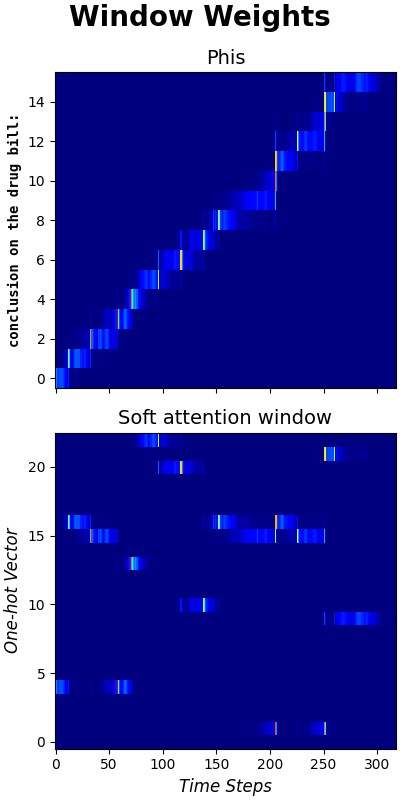 Window Weights
Phis
conclusion on the drug bill:
14
12
10
8
6
4
2
0
Soft attention window
One-hot Vector
20
15
10
5
0
0 50 100 150 200 250 300
Time Steps